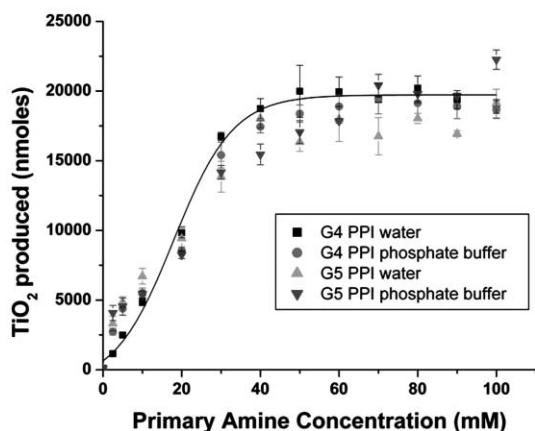 TiO2 produced (nmoles)
25000
20000
15000
10000
5000
0
G4 PPI water
G4 PPI phosphate buffer
G5 PPI water
G5 PPI phosphate buffer
0 20 40 60 80 100
Primary Amine Concentration (mM)